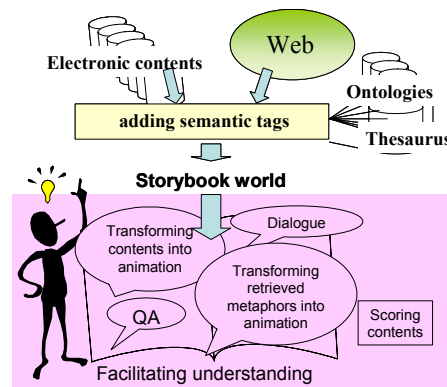 Web
Electronic contents
Ontologies
adding semantic tags
Thesaurus
Storybook world
Transforming
contents into
animation
Dialogue
Transforming
retrieved
metaphors into
animation
QA
Scoring
contents
Facilitating understanding